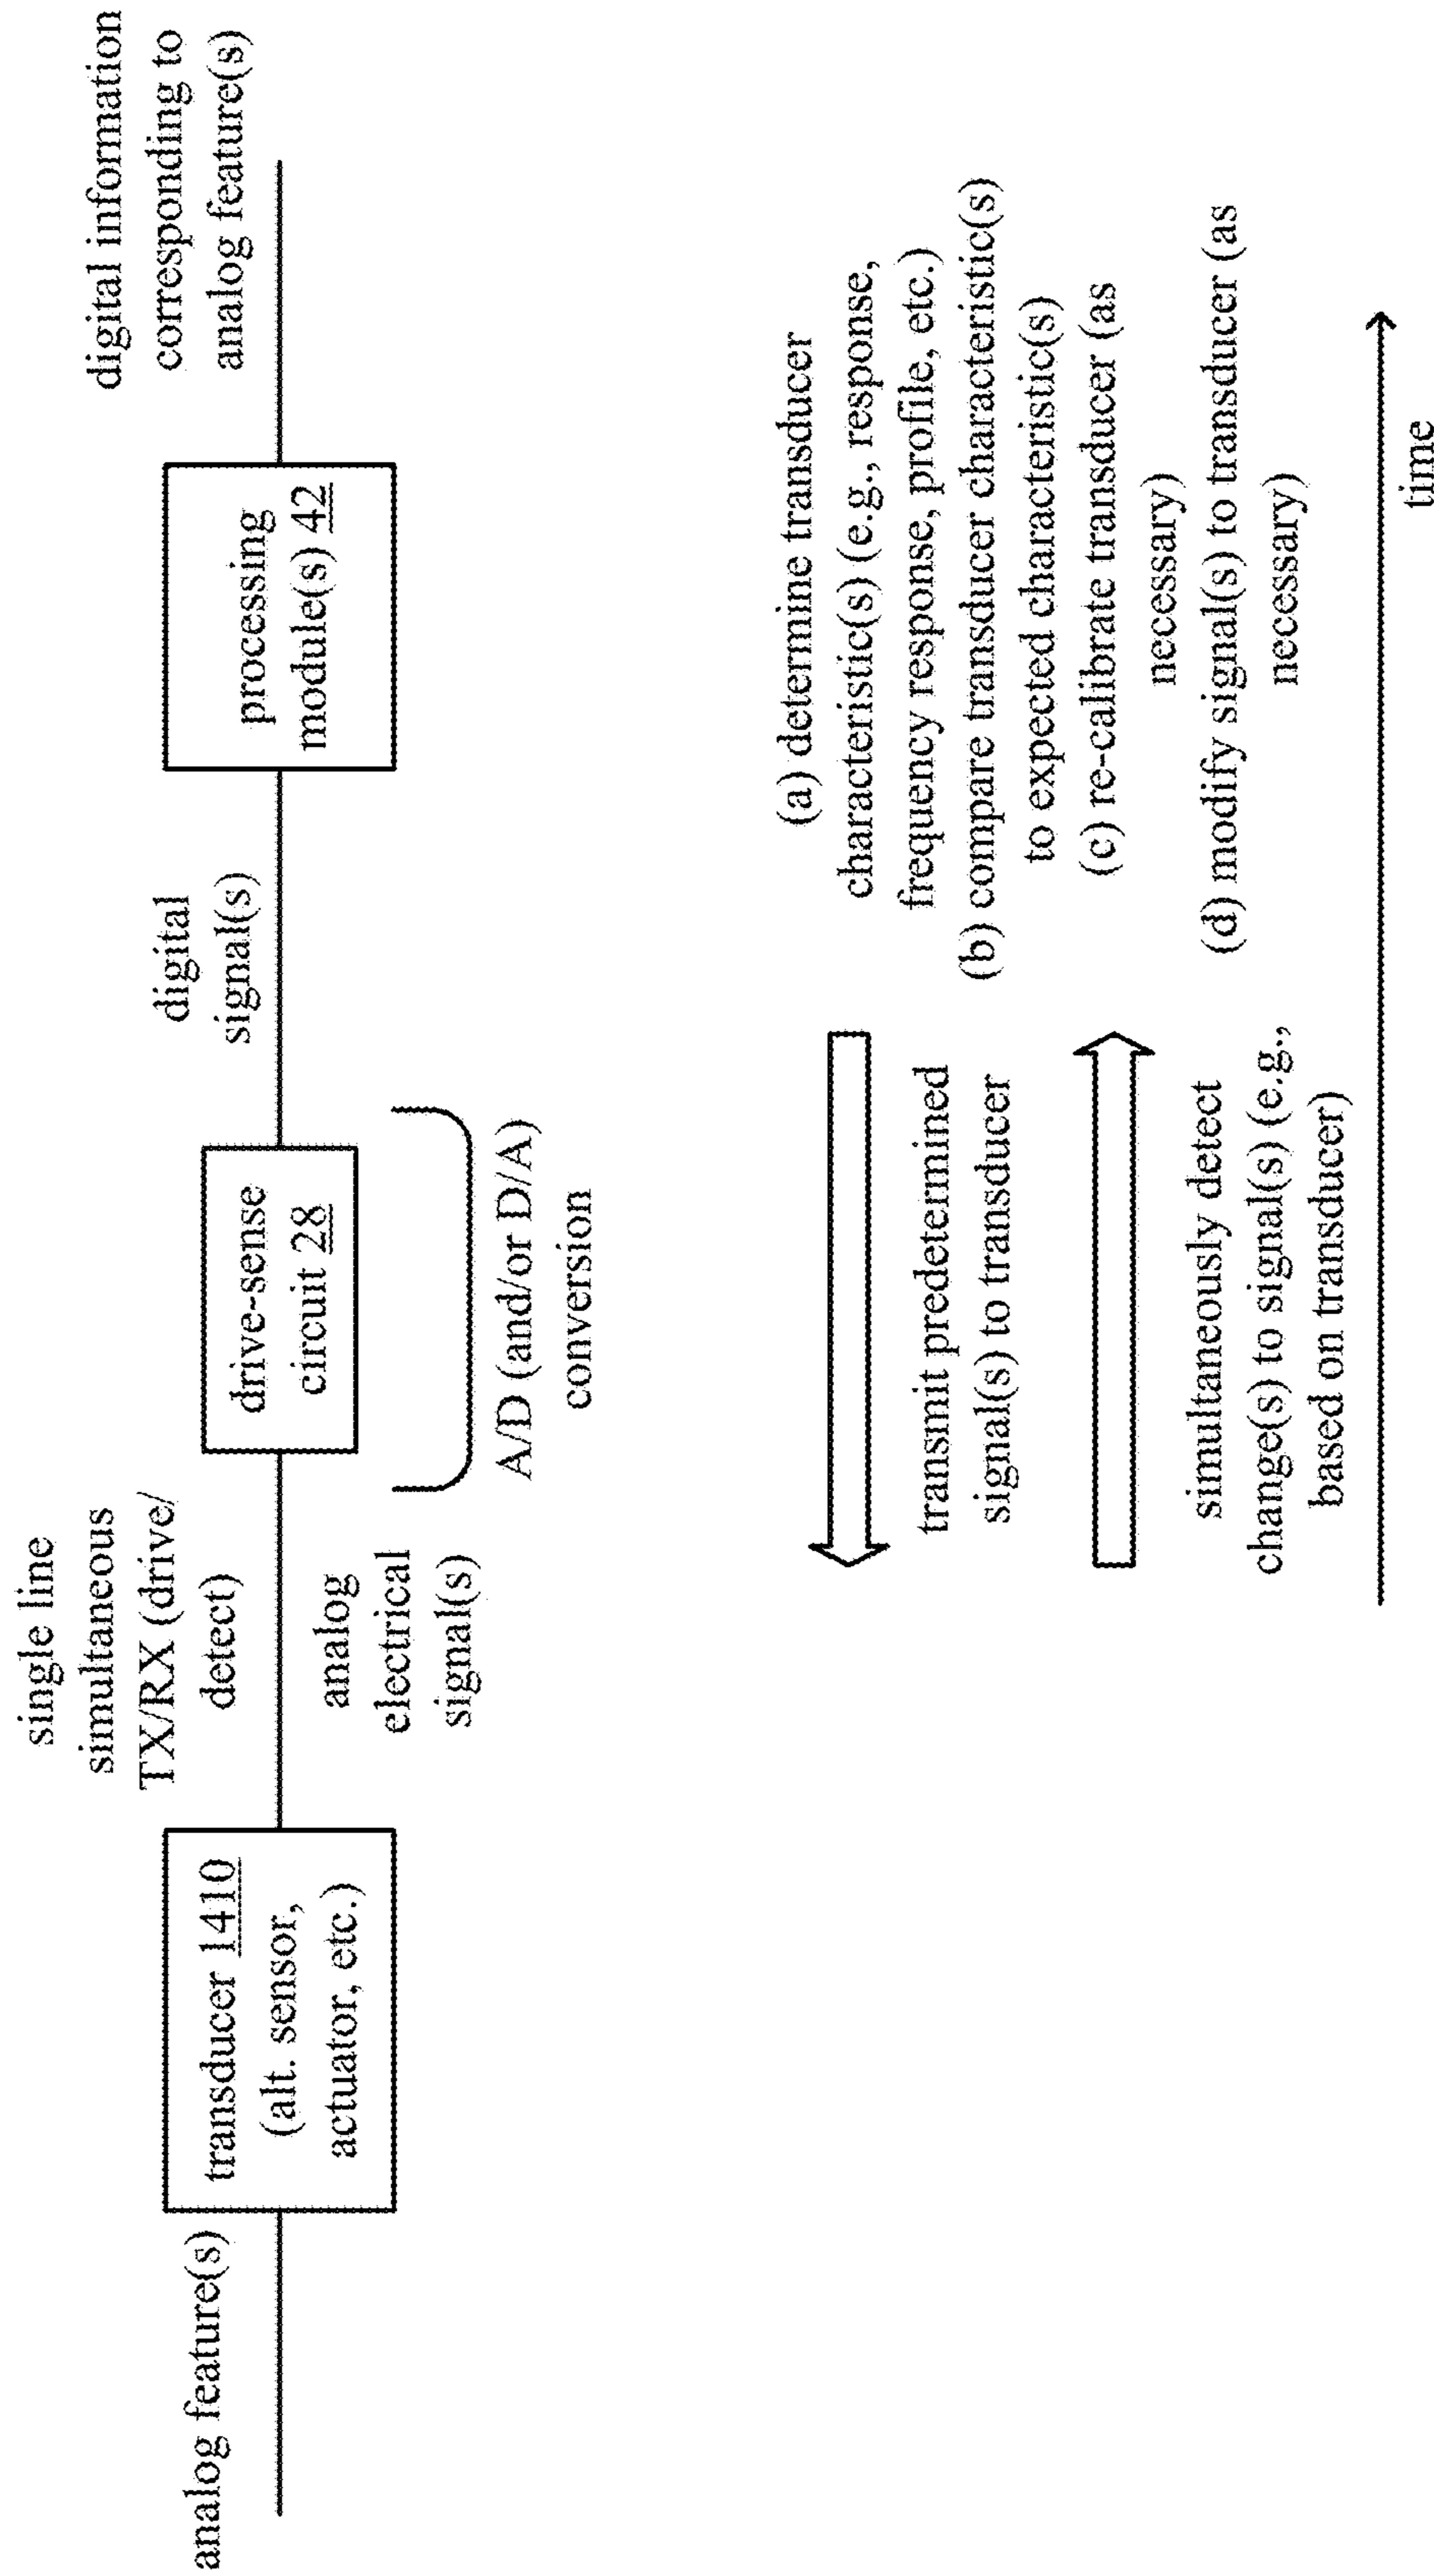 analog feature(s)
transducer 1410
(alt. sensor,
actuator, etc.)
single line
simultaneous
TX/RX (drive/
detect)
analog
electrical
signal(s)
drive-sense
circuit 28
A/D (and/or D/A)
conversion
digital
signal(s)
processing
module(s) 42
digital information
corresponding to
analog feature(s)
transmit predetermined
signal(s) to transducer
simultaneously detect
change(s) to signal(s) (e.g.,
based on transducer)
(a) determine transducer
characteristic(s) (e.g., response,
frequency response, profile, etc.)
(b) compare transducer characteristic(s)
to expected characteristic(s)
(c) re-calibrate transducer (as
necessary)
(d) modify signal(s) to transducer (as
necessary)
time